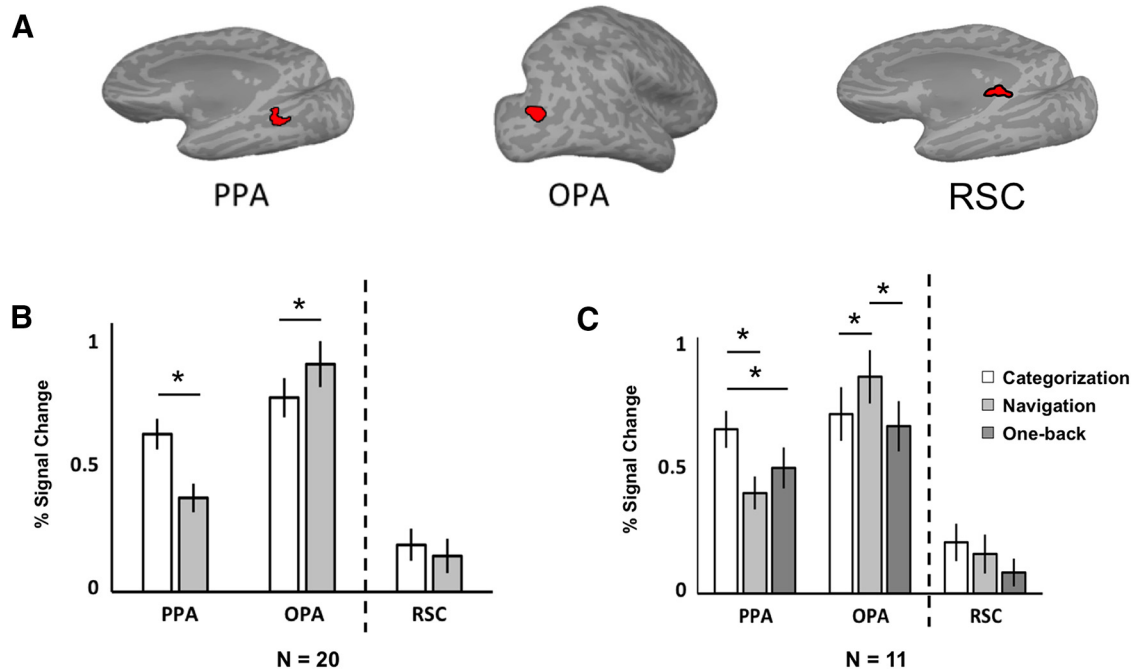 A
PPA
OPA
RSC
B
% Signal Change
1
0.5
0
*
*
PPA
OPA
RSC
N = 20
C
% Signal Change
1
0.5
0
*
*
*
*
PPA
OPA
RSC
N = 11
Categorization
Navigation
One-back